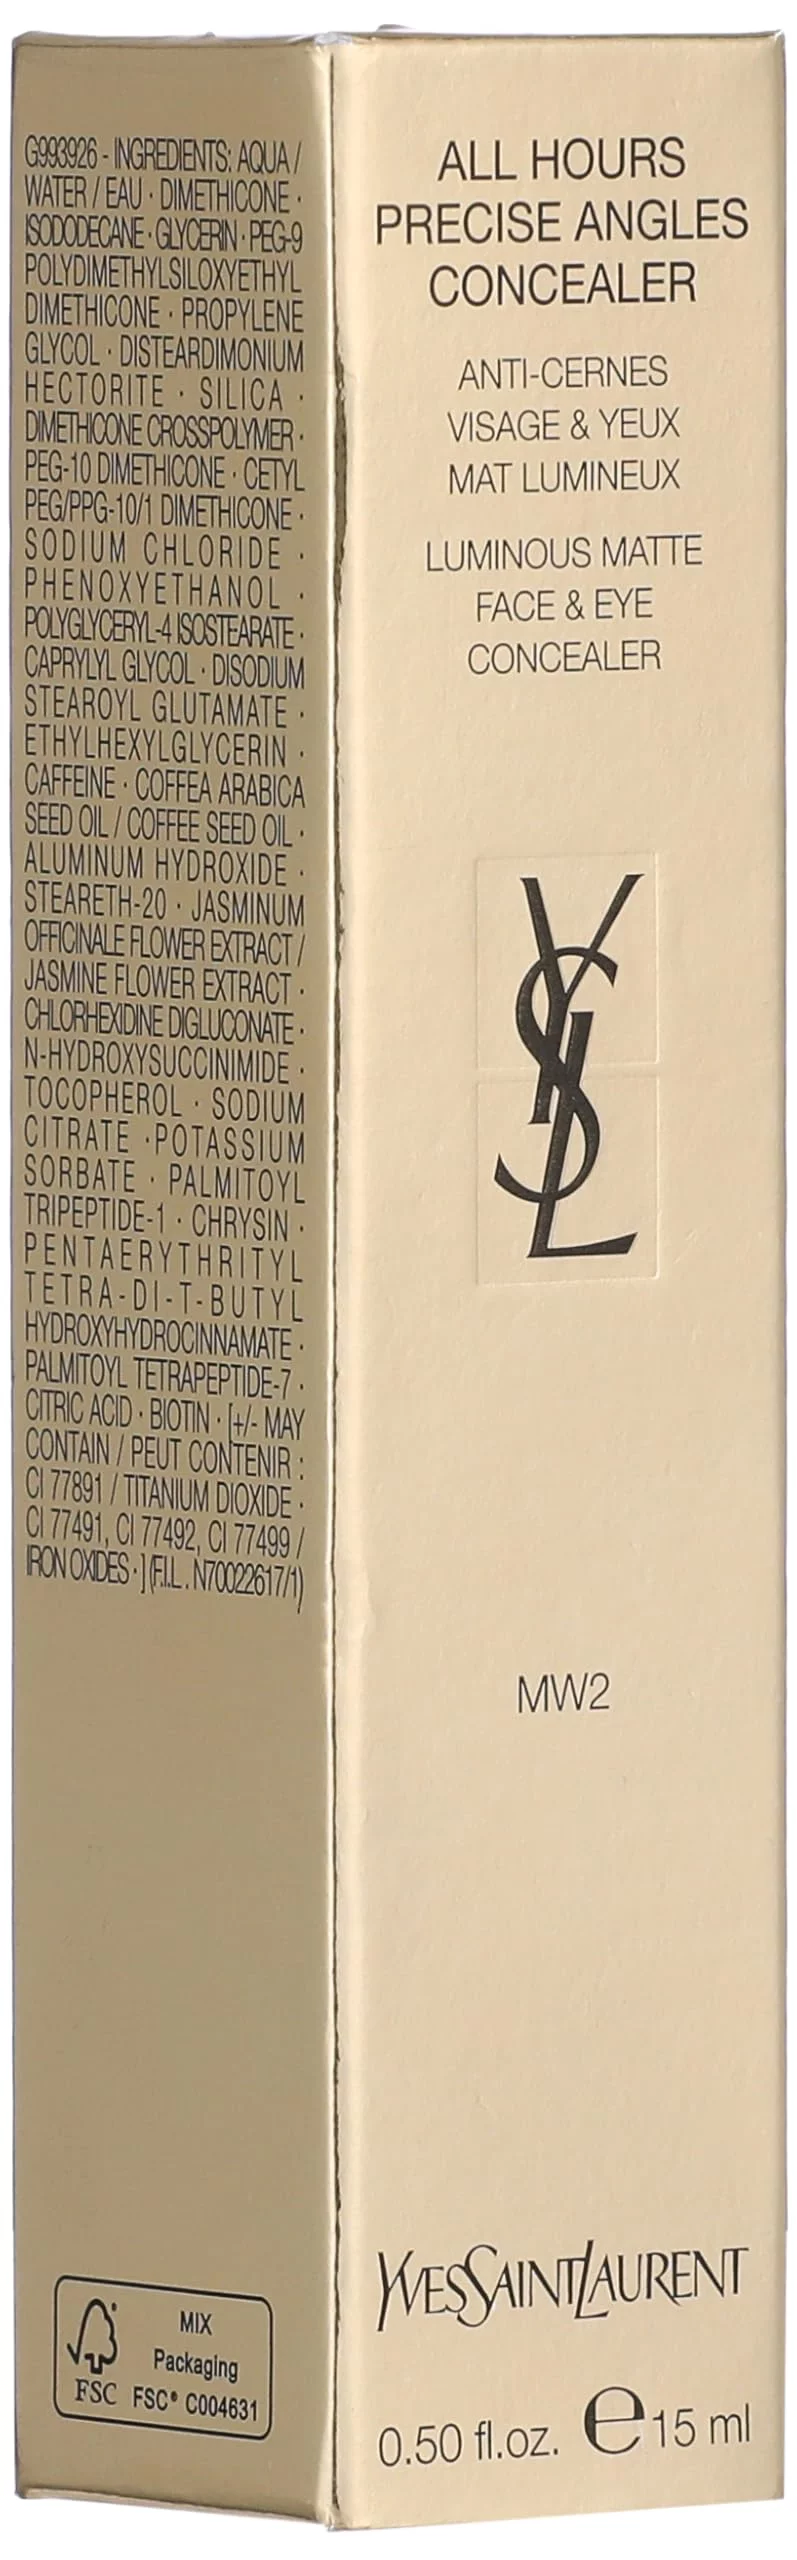 G993926 - INGREDIENTS: AQUA /
WATER / EAU · DIMETHICONE ·
ISODODECANE · GLYCERIN · PEG-9
POLYDIMETHYLSILOXYETHYL
DIMETHICONE · PROPYLENE
GLYCOL · DISTEARDIMONIUM
HECTORITE · SILICA ·
DIMETHICONE CROSSPOLYMER ·
PEG-10 DIMETHICONE · CETYL
PEG/PPG-10/1 DIMETHICONE ·
SODIUM CHLORIDE ·
PHENOXYETHANOL ·
POLYGLYCERYL-4 ISOSTEARATE ·
CAPRYLYL GLYCOL · DISODIUM
STEAROYL GLUTAMATE ·
ETHYLHEXYLGLYCERIN ·
CAFFEINE · COFFEA ARABICA
SEED OIL / COFFEE SEED OIL ·
ALUMINUM HYDROXIDE ·
STEARETH-20 · JASMINUM
OFFICINALE FLOWER EXTRACT /
JASMINE FLOWER EXTRACT ·
CHLORHEXIDINE DIGLUCONATE ·
N-HYDROXYSUCCINIMIDE ·
TOCOPHEROL · SODIUM
CITRATE ·POTASSIUM
SORBATE · PALMITOYL
TRIPEPTIDE-1 · CHRYSIN ·
PENTAERYTHRITYL
TETRA-DI-T-BUTYL
HYDROXYHYDROCINNAMATE ·
PALMITOYL TETRAPEPTIDE-7 ·
CITRIC ACID · BIOTIN · [+/- MAY
CONTAIN / PEUT CONTENIR :
CI 77891 / TITANIUM DIOXIDE ·
CI 77491, CI 77492, CI 77499 /
IRON OXIDES · ] (F.I.L. N70022617/1)
MIX
Packaging
FSC FSC® C004631
ALL HOURS
PRECISE ANGLES
CONCEALER
ANTI-CERNES
VISAGE & YEUX
MAT LUMINEUX
LUMINOUS MATTE
FACE & EYE
CONCEALER
YSL
MW2
YVESSAINTLAURENT
0.50 fl.oz. ℮ 15 ml